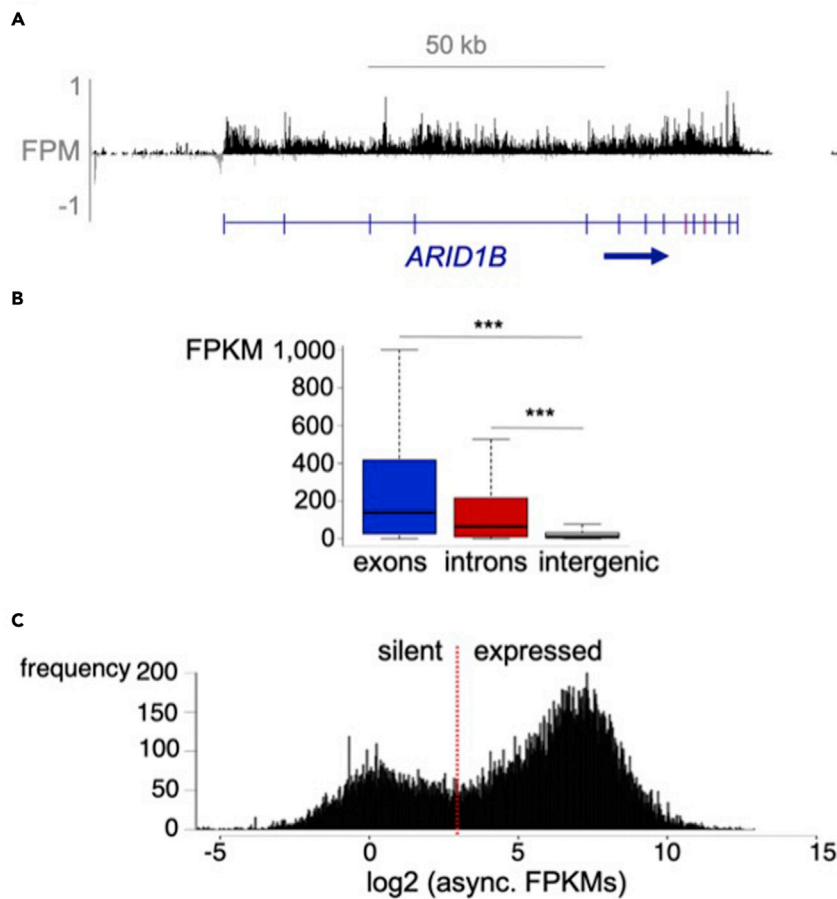 A
50 kb
1
FPM
-1
ARID1B
B
***
FPKM 1,000
***
800
600
400
200
0
exons introns intergenic
C
silent expressed
frequency 200
150
100
50
0
-5 0 5 10 15
log2 (async. FPKMs)